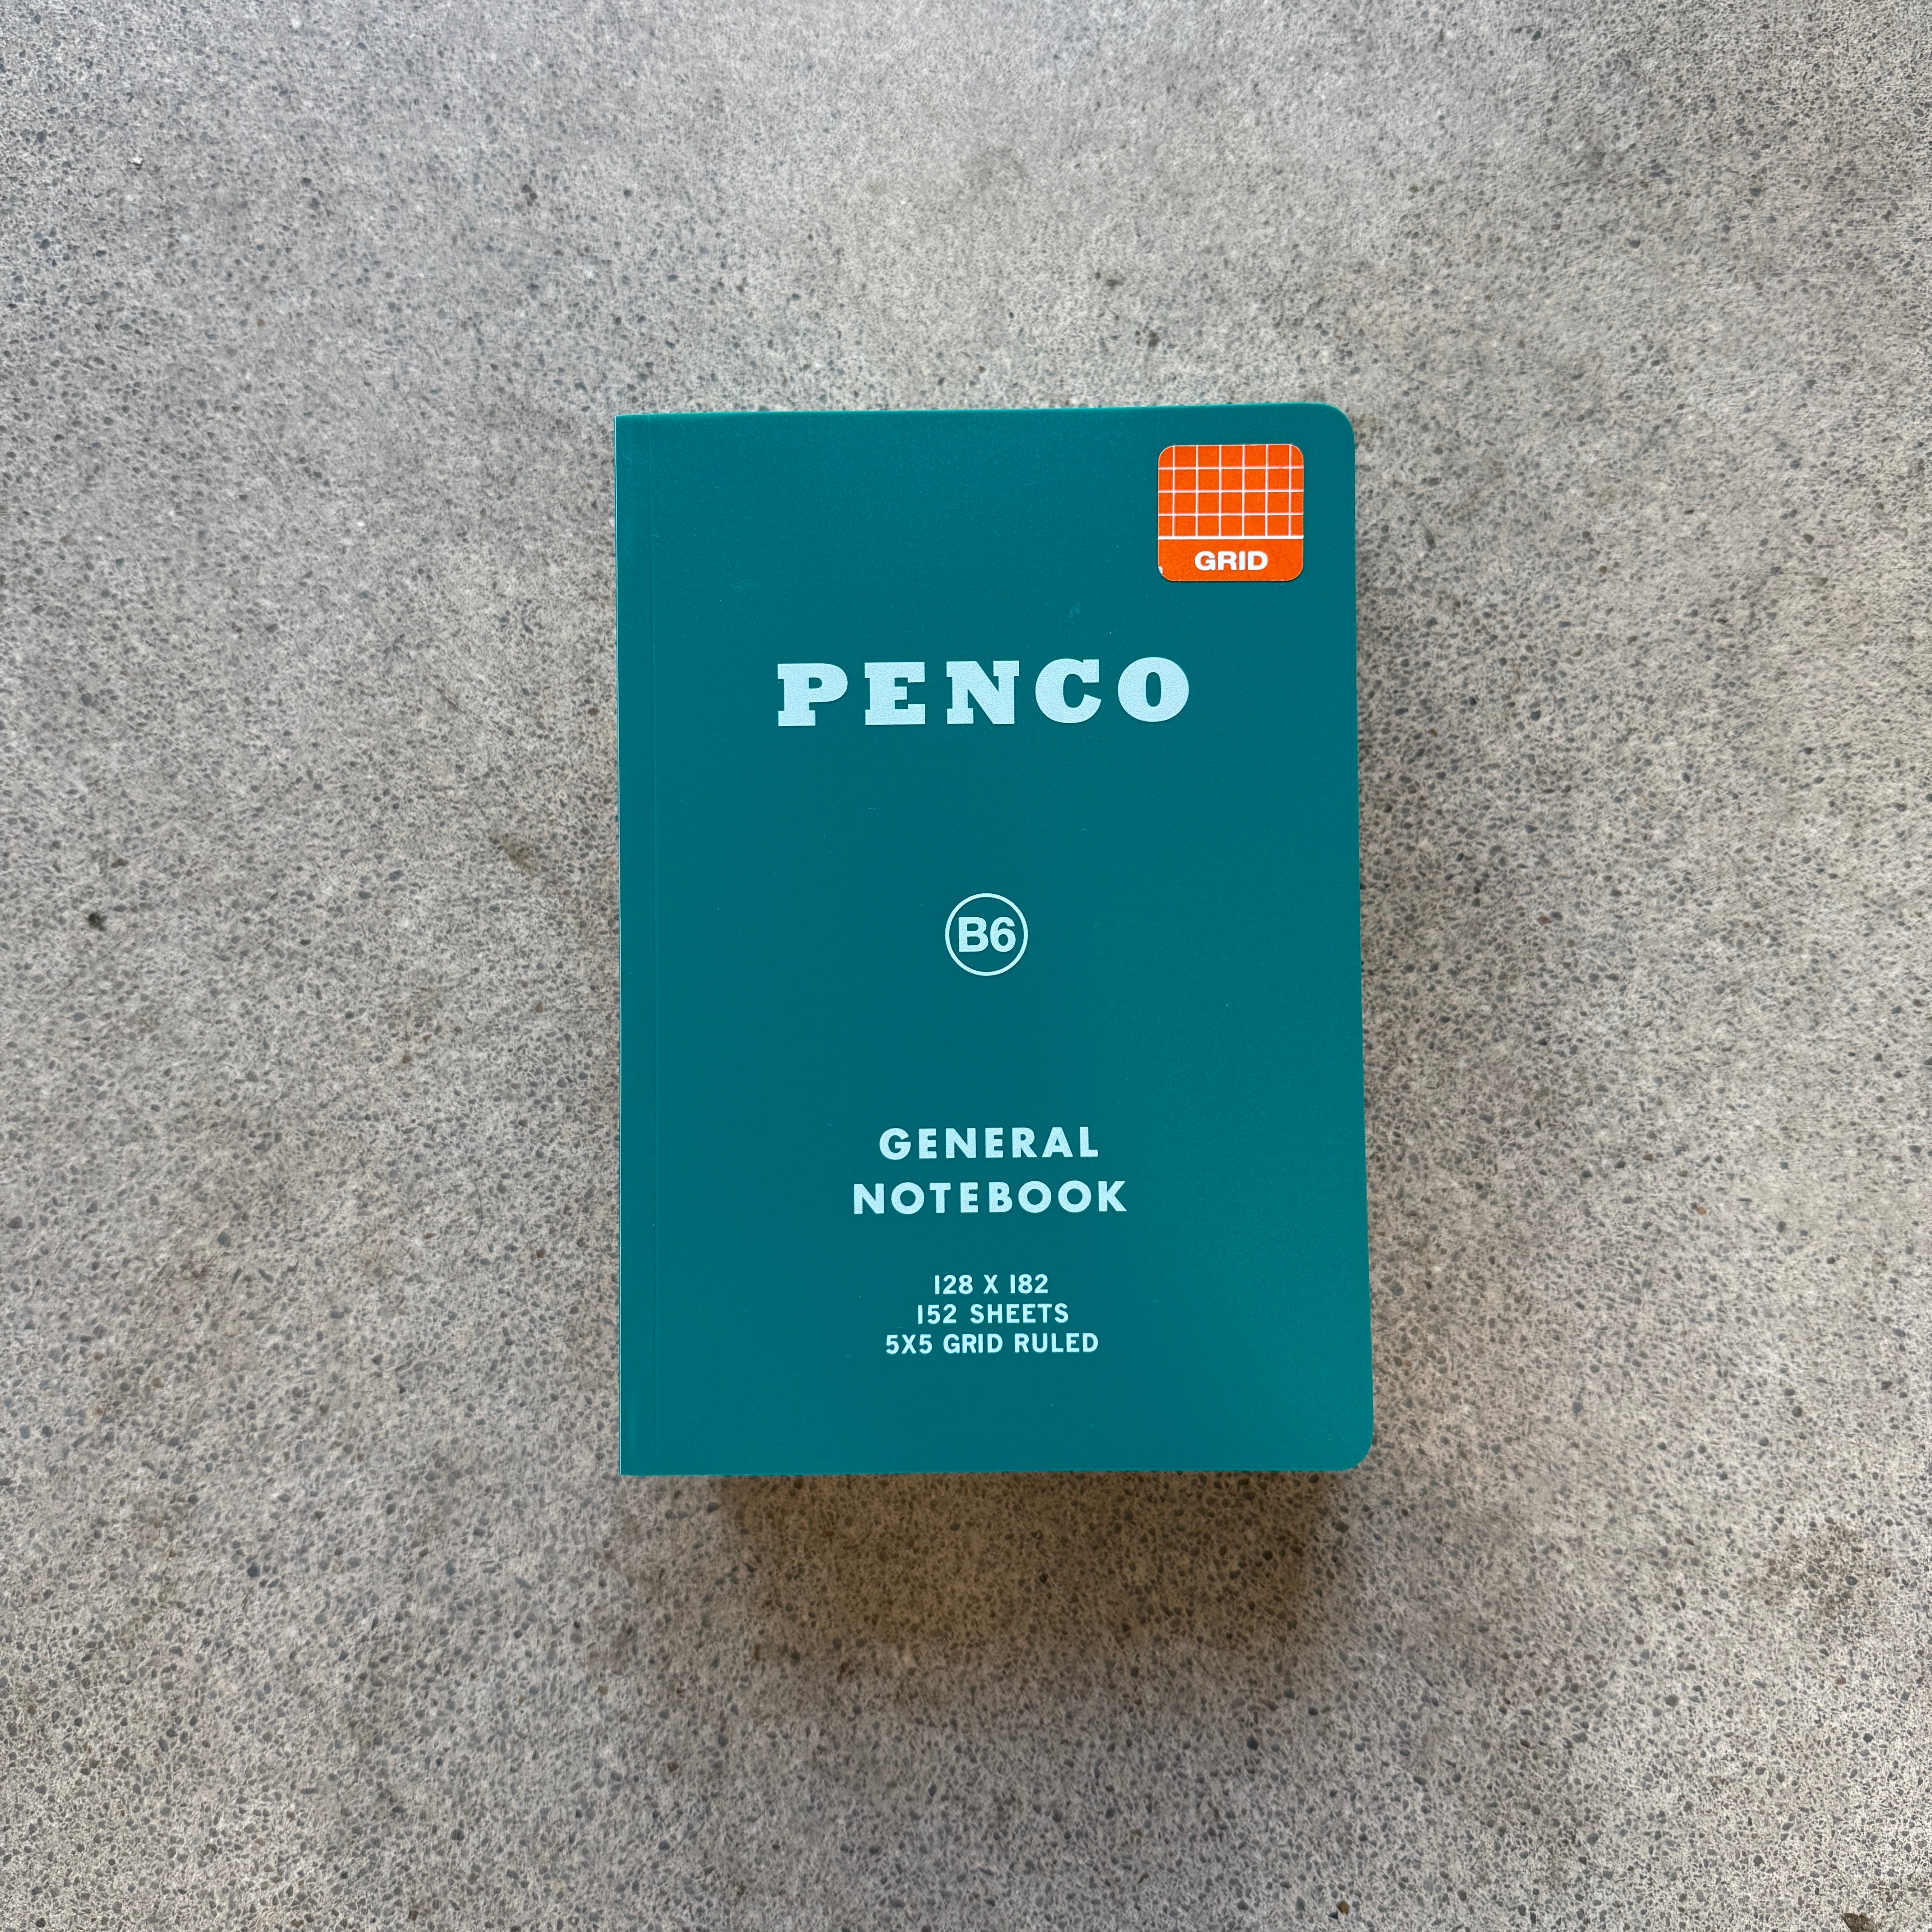 GRID
PENCO
B6
GENERAL
NOTEBOOK
128 X 182
152 SHEETS
5X5 GRID RULED